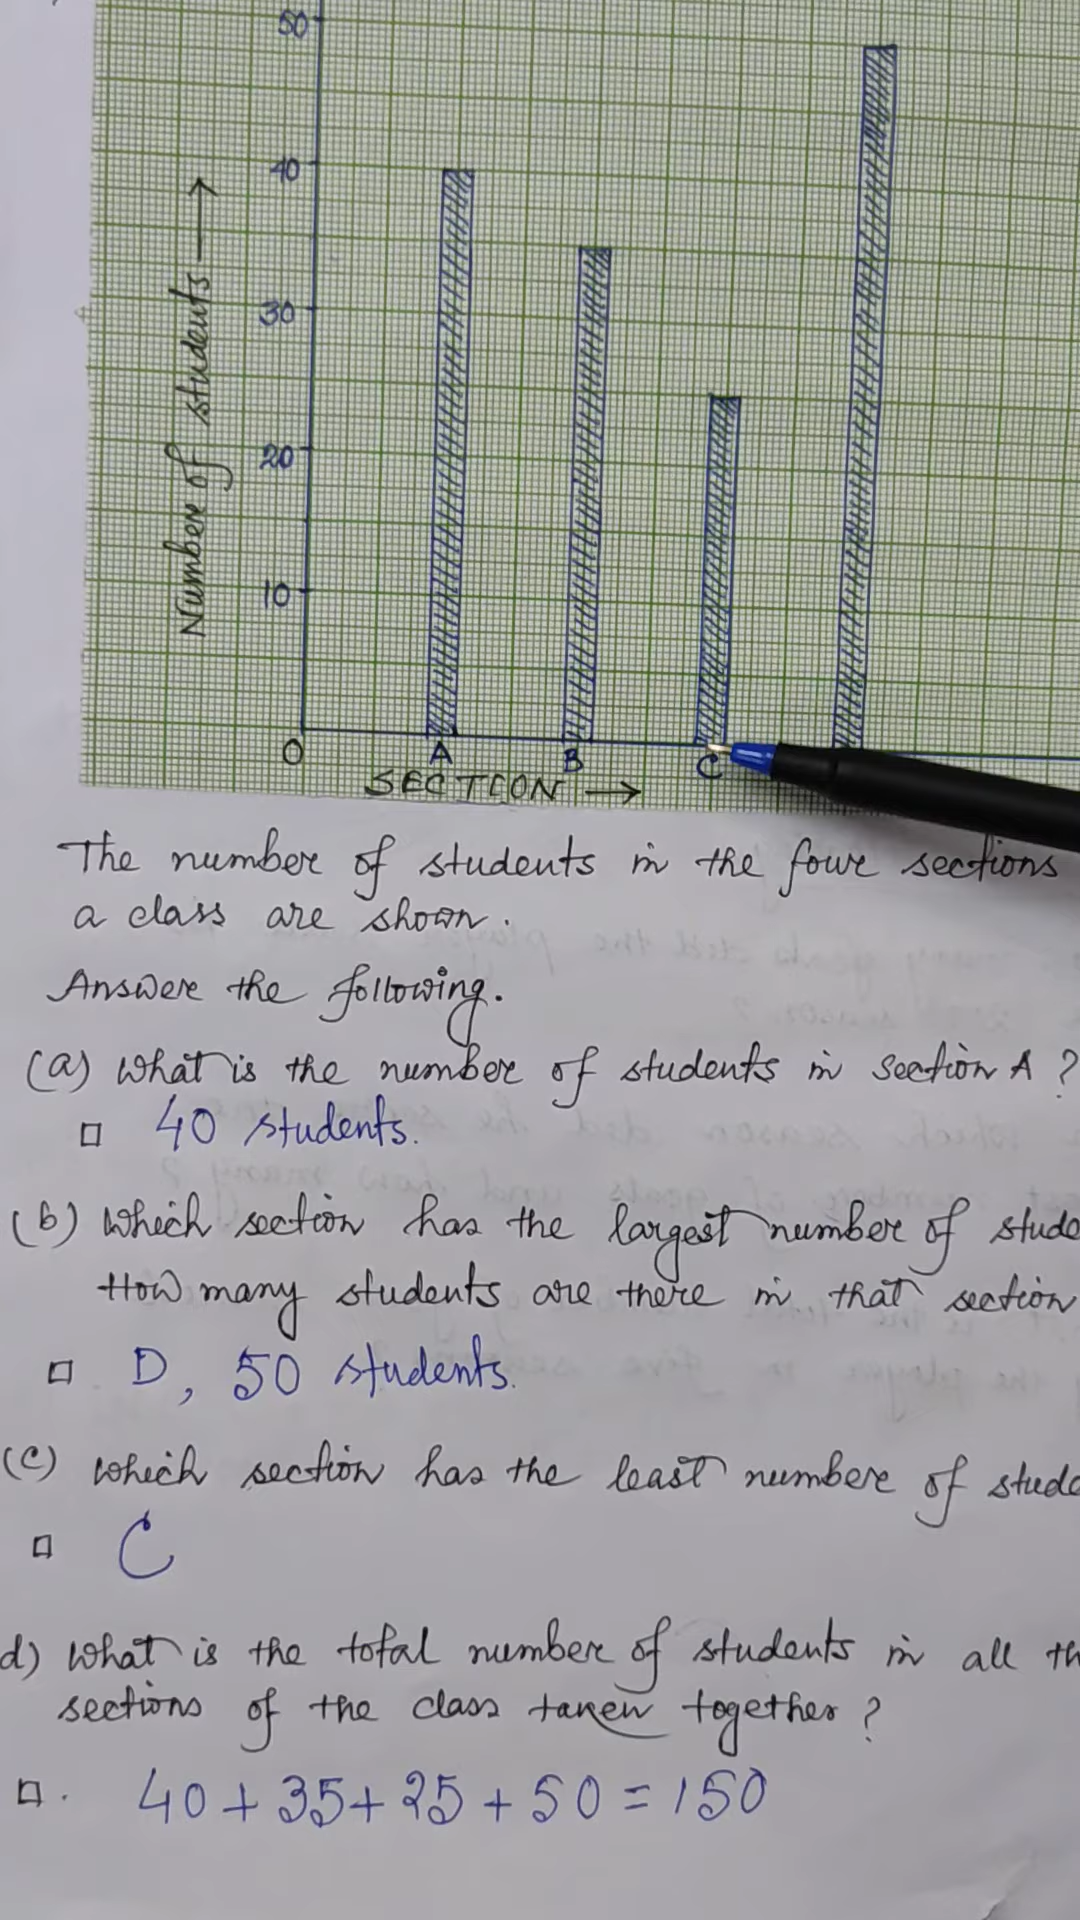 50
40
30
20
10
0
Number of students
A B C
SECTION
The number of students in the four sections
a class are shown.
Answer the following.
(a) What is the number of students in section A ?
40 students.
(b) Which section has the largest number of stude
How many students are there in that section
D, 50 students.
(c) Which section has the least number of stude
C
d) What is the total number of students in all th
sections of the class taken together ?
40 + 35 + 25 + 50 = 150